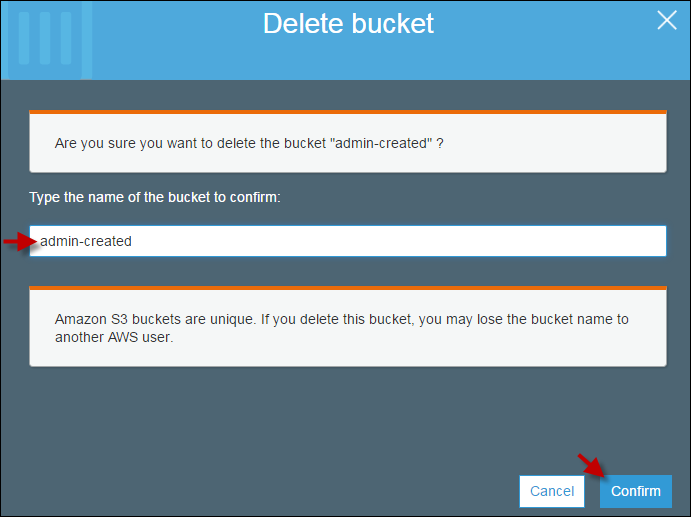 Delete bucket
Are you sure you want to delete the bucket "admin-created" ?
Type the name of the bucket to confirm:
admin-created
Amazon S3 buckets are unique. If you delete this bucket, you may lose the bucket name to
another AWS user.
Cancel
Confirm